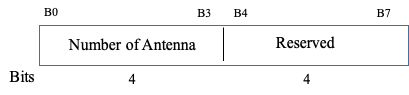 B0 B3 B4 B7
Number of Antenna Reserved
Bits 4 4